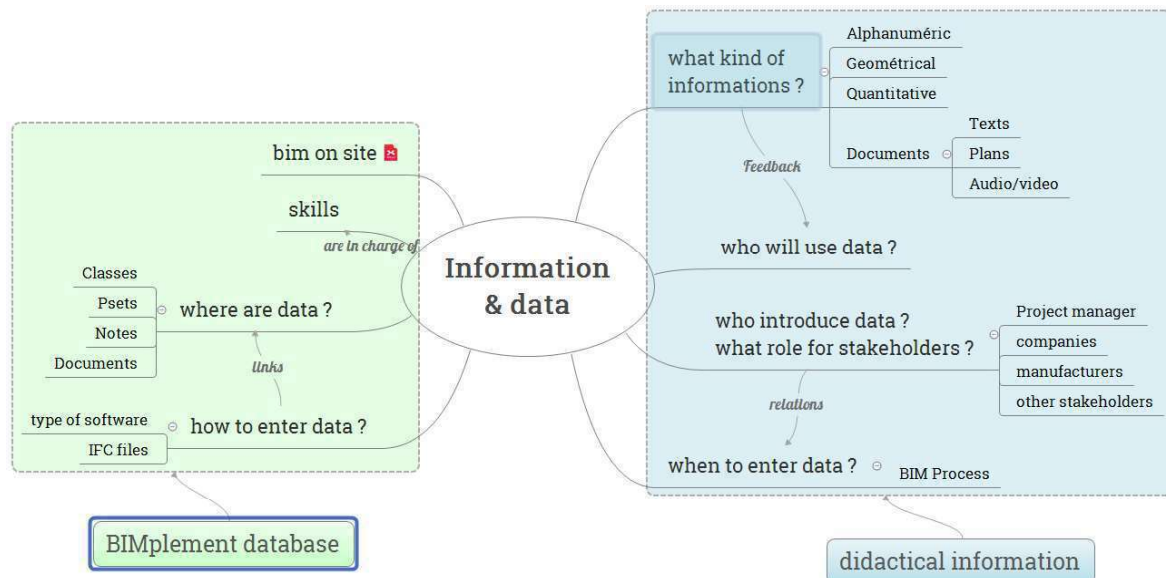 Information
& data
what kind of
informations ?
Alphanuméric
Geométrical
Quantitative
Documents
Texts
Plans
Audio/video
Feedback
who will use data ?
who introduce data ?
what role for stakeholders ?
Project manager
companies
manufacturers
other stakeholders
relations
when to enter data ?
BIM Process
didactical information
bim on site
skills
are in charge of
where are data ?
Classes
Psets
Notes
Documents
links
how to enter data ?
type of software
IFC files
BIMplement database